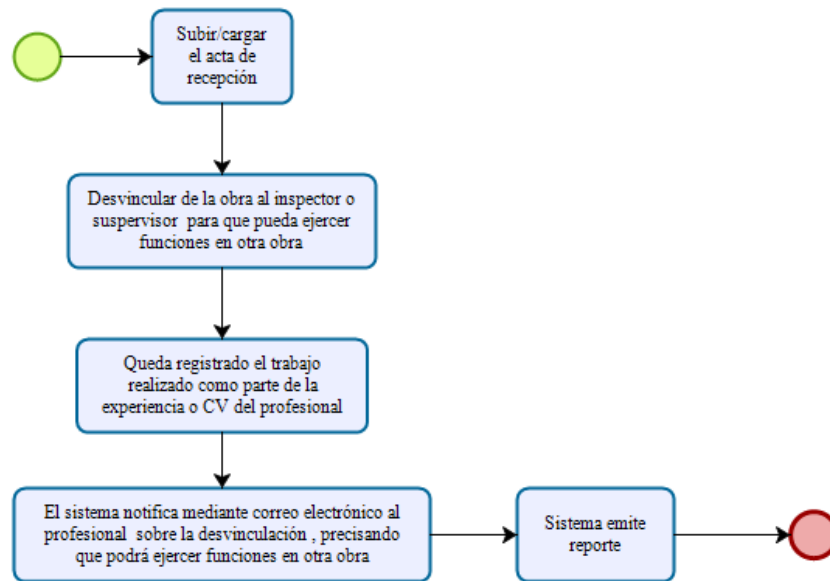 Subir/cargar
el acta de
recepción
Desvincular de la obra al inspector o
suspervisor para que pueda ejercer
funciones en otra obra
Queda registrado el trabajo
realizado como parte de la
experiencia o CV del profesional
El sistema notifica mediante correo electrónico al
profesional sobre la desvinculación , precisando
que podrá ejercer funciones en otra obra
Sistema emite
reporte